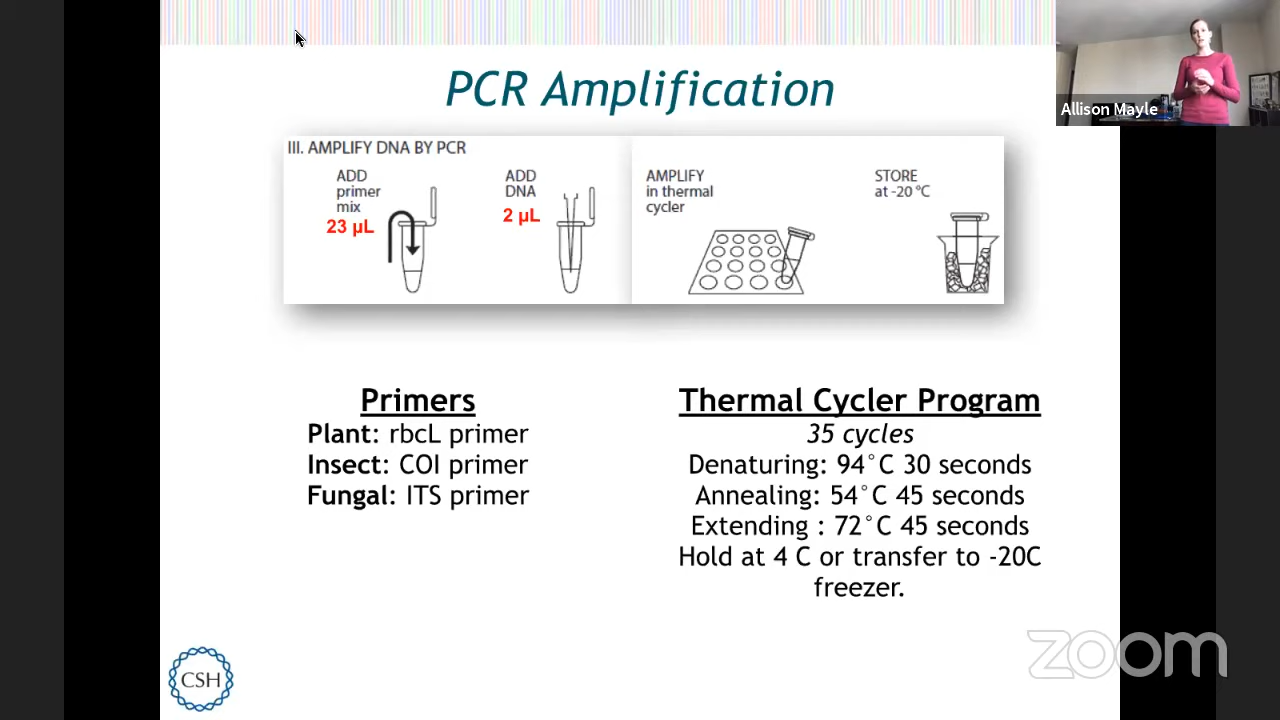 PCR Amplification
III. AMPLIFY DNA BY PCR
ADD
primer
mix
23 µL
ADD
DNA
2 µL
AMPLIFY
in thermal
cycler
STORE
at -20 °C
Primers
Plant: rbcL primer
Insect: COI primer
Fungal: ITS primer
Thermal Cycler Program
35 cycles
Denaturing: 94°C 30 seconds
Annealing: 54°C 45 seconds
Extending : 72°C 45 seconds
Hold at 4 C or transfer to -20C
freezer.
Allison Mayle
CSH
zoom